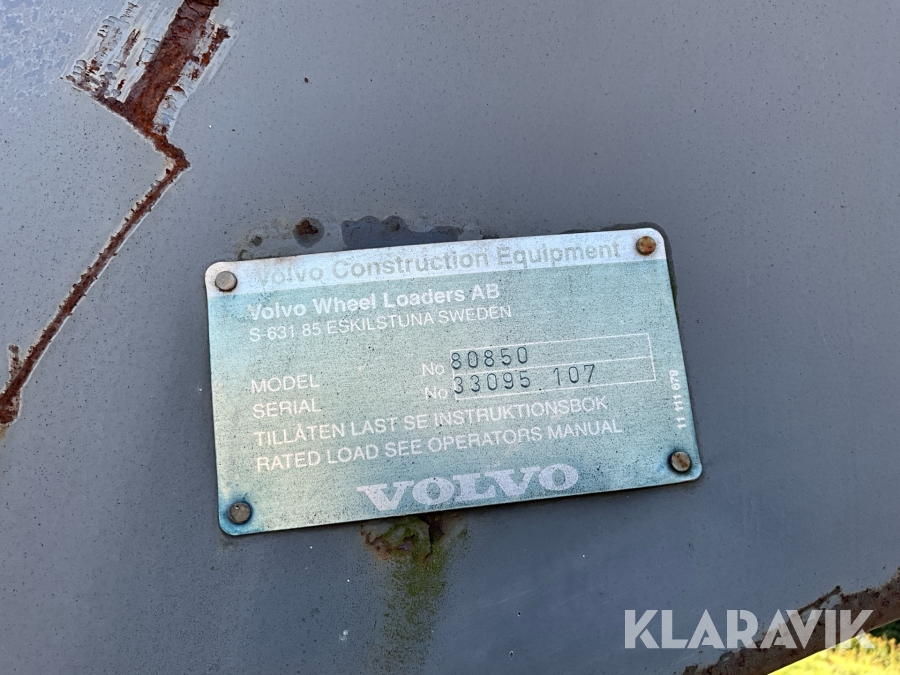 Volvo Construction Equipment
Volvo Wheel Loaders AB
S-631 85 ESKILSTUNA SWEDEN
MODEL No 80850
SERIAL No 33095 107
TILLÅTEN LAST SE INSTRUKTIONSBOK
RATED LOAD SEE OPERATORS MANUAL
11 111 679
VOLVO
KLARAVIK